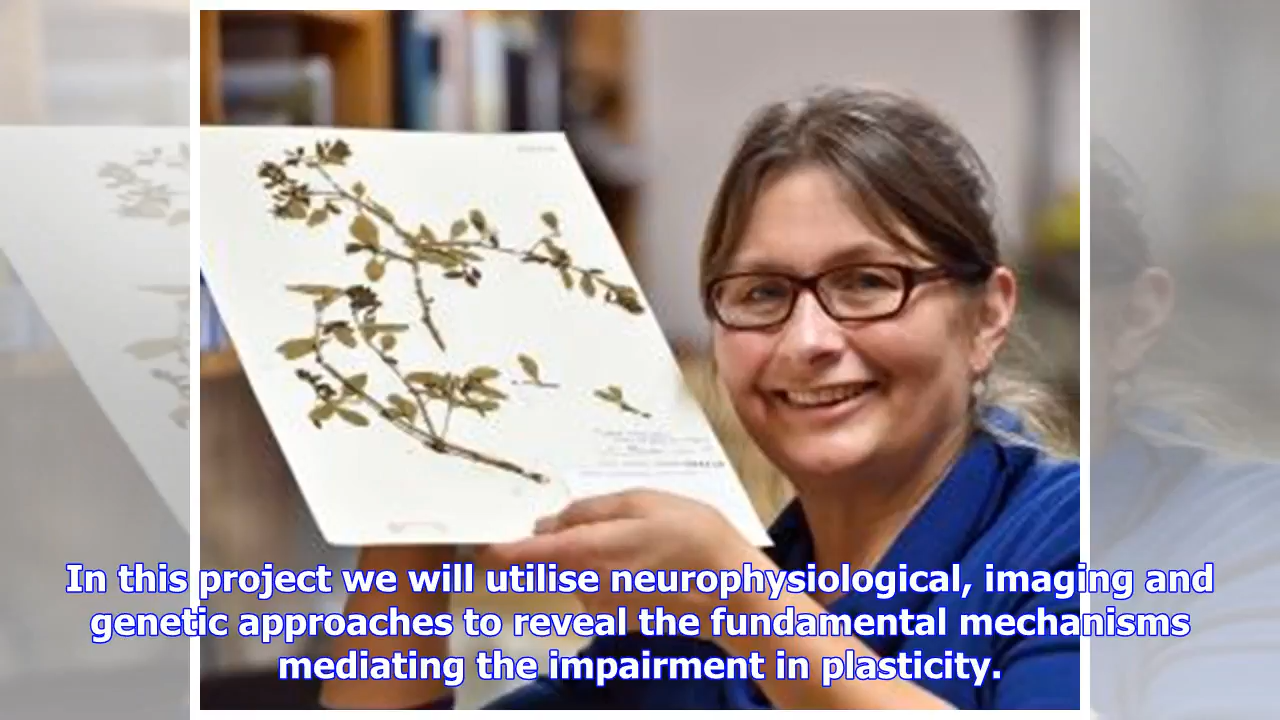 In this project we will utilise neurophysiological, imaging and
genetic approaches to reveal the fundamental mechanisms
mediating the impairment in plasticity.